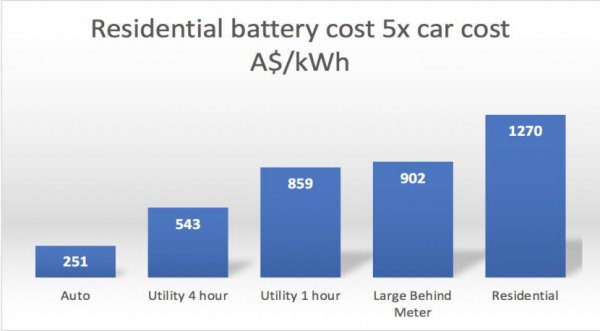 Residential battery cost 5x car cost
A$/kWh
1270
902
859
543
251
Auto
Utility 4 hour
Utility 1 hour
Large Behind
Meter
Residential